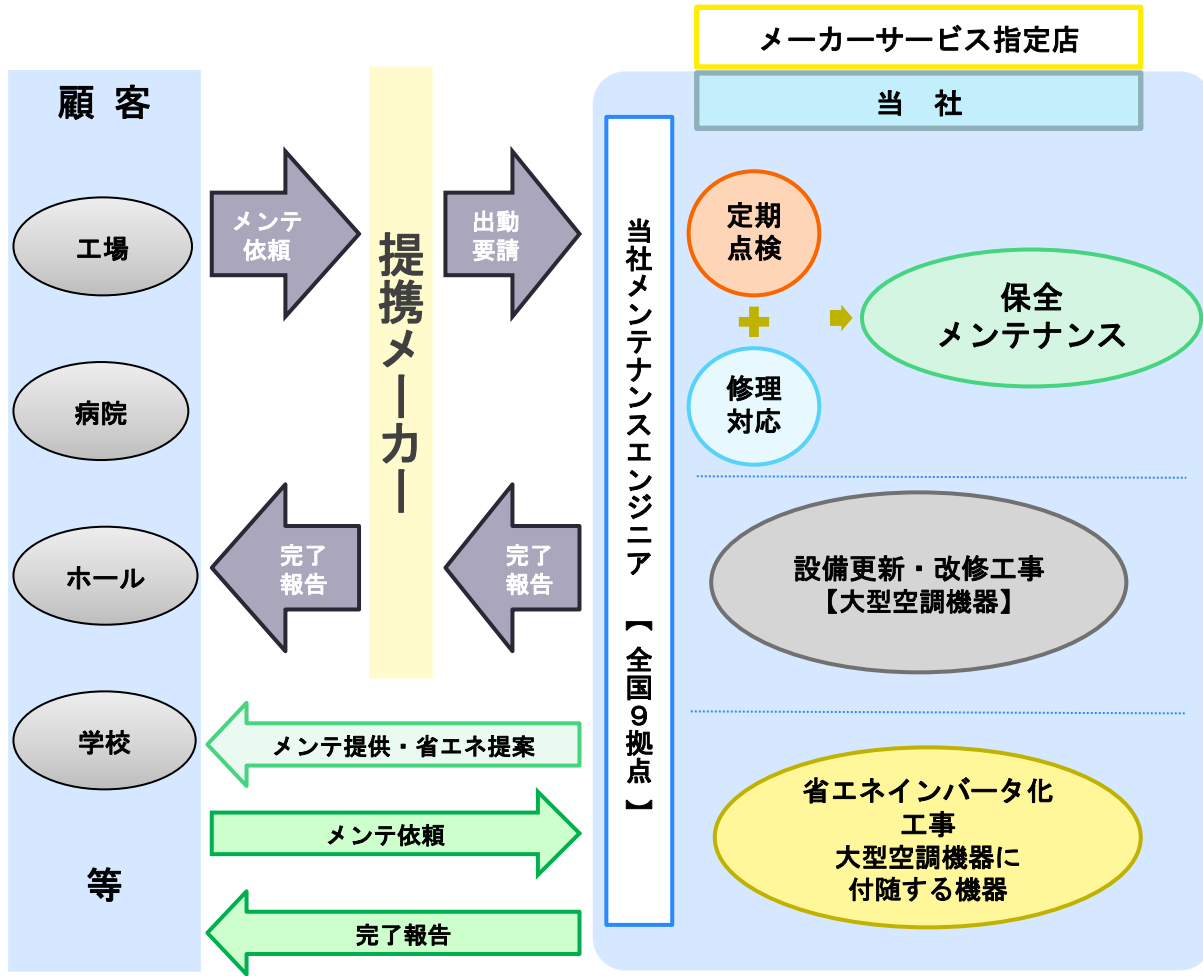 メーカーサービス指定店
当 社
顧 客
工場
病院
ホール
学校
等
メンテ
依頼
提携メーカー
出動
要請
完了
報告
完了
報告
メンテ提供・省エネ提案
メンテ依頼
完了報告
当社メンテナンスエンジニア 【全国9拠点】
定期
点検
修理
対応
保全
メンテナンス
設備更新・改修工事
【大型空調機器】
省エネインバータ化
工事
大型空調機器に
付随する機器